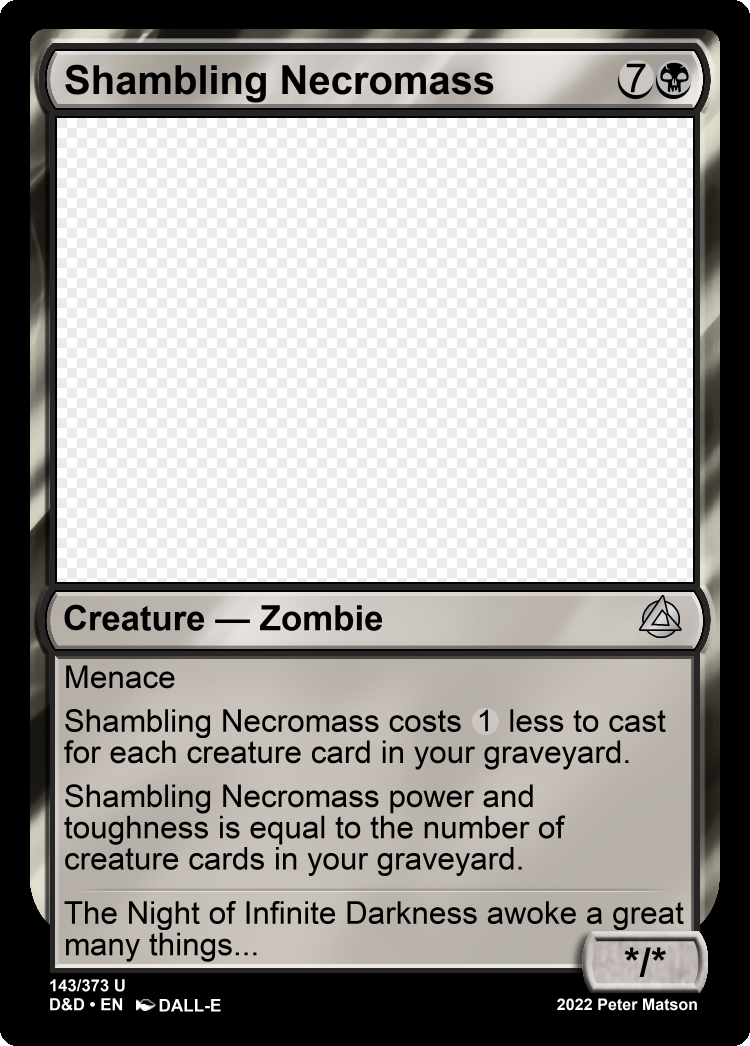 Shambling Necromass 7
Creature — Zombie
Menace
Shambling Necromass costs 1 less to cast
for each creature card in your graveyard.
Shambling Necromass power and
toughness is equal to the number of
creature cards in your graveyard.
The Night of Infinite Darkness awoke a great
many things...
*/*
143/373 U
D&D • EN DALL-E
2022 Peter Matson